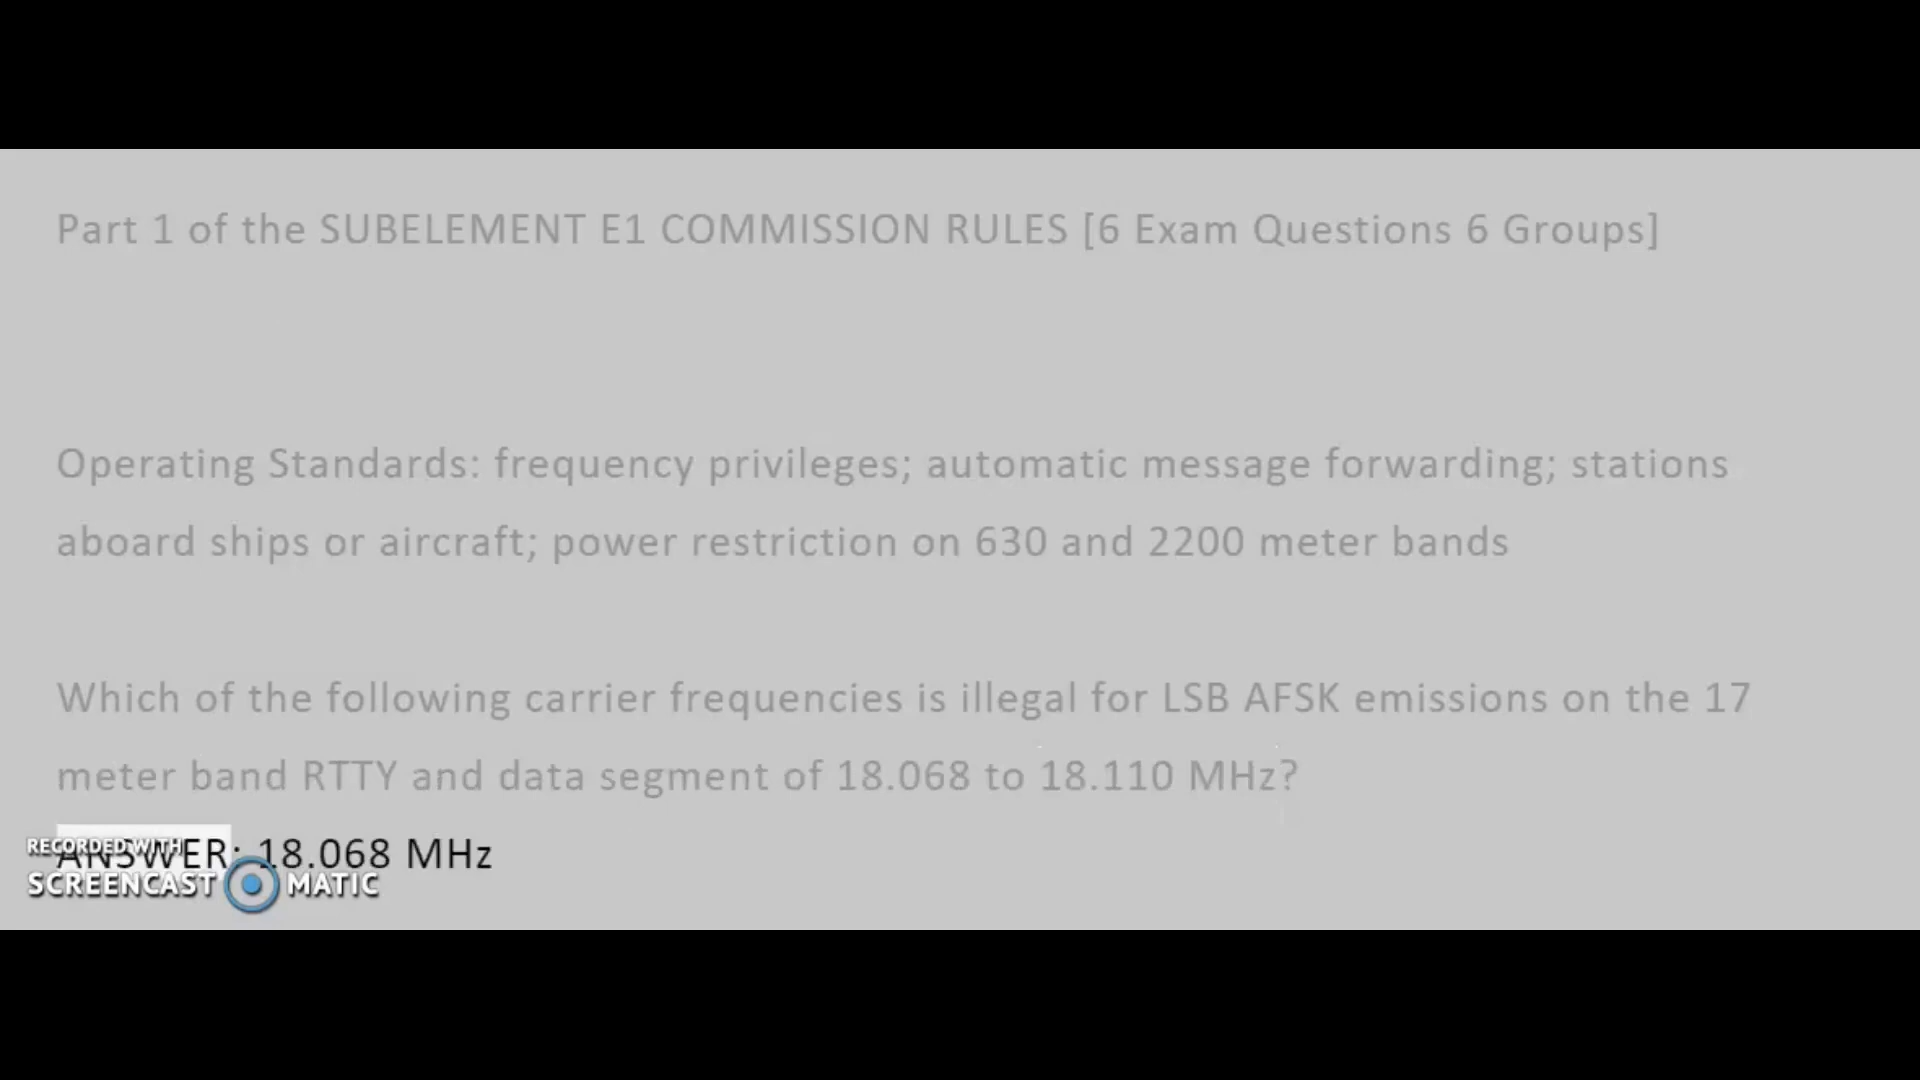 Part 1 of the SUBELEMENT E1 COMMISSION RULES [6 Exam Questions 6 Groups]
Operating Standards: frequency privileges; automatic message forwarding; stations
aboard ships or aircraft; power restriction on 630 and 2200 meter bands
Which of the following carrier frequencies is illegal for LSB AFSK emissions on the 17
meter band RTTY and data segment of 18.068 to 18.110 MHz?
ANSWER: 18.068 MHz
RECORDED WITH
SCREENCAST MATIC